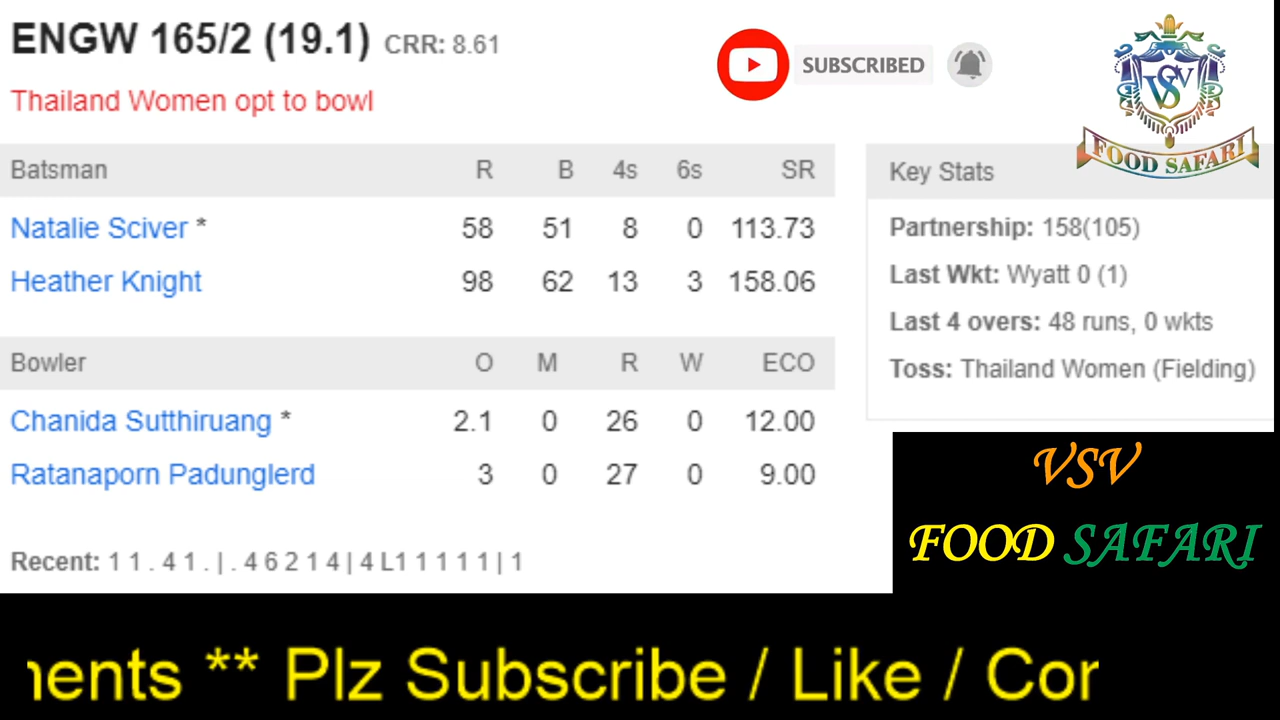 ENGW 165/2 (19.1) CRR: 8.61
Thailand Women opt to bowl
SUBSCRIBED
VSV
FOOD SAFARI
Batsman R B 4s 6s SR
Natalie Sciver * 58 51 8 0 113.73
Heather Knight 98 62 13 3 158.06
Bowler O M R W ECO
Chanida Sutthiruang * 2.1 0 26 0 12.00
Ratanaporn Padunglerd 3 0 27 0 9.00
Recent: 1 1 . 4 1 . | . 4 6 2 1 4 | 4 L1 1 1 1 1 | 1
Key Stats
Partnership: 158(105)
Last Wkt: Wyatt 0 (1)
Last 4 overs: 48 runs, 0 wkts
Toss: Thailand Women (Fielding)
VSV
FOOD SAFARI
nents ** Plz Subscribe / Like / Cor